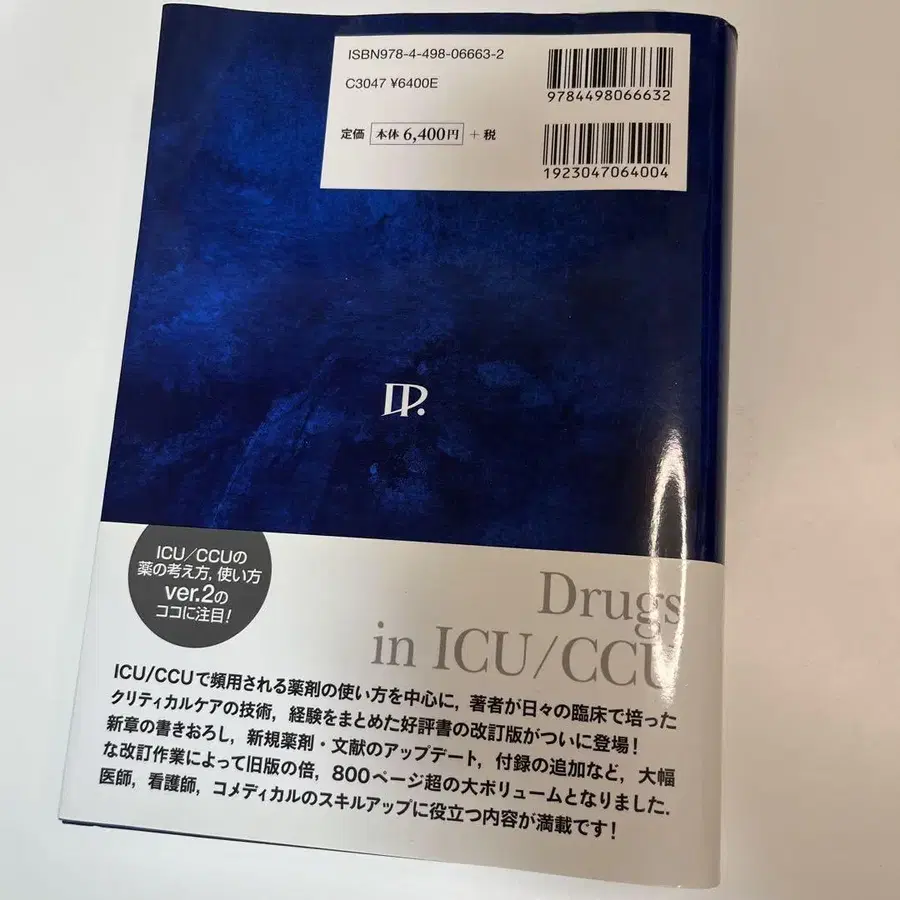 ISBN978-4-498-06663-2
C3047 ¥6400E
定価 本体 6,400円 + 税
9784498066632
1923047064004
ICU/CCUの
薬の考え方, 使い方
ver.2の
ココに注目!
Drugs
in ICU/CCU
ICU/CCUで頻用される薬剤の使い方を中心に, 著者が日々の臨床で培った
クリティカルケアの技術, 経験をまとめた好評書の改訂版がついに登場!
新章の書きおろし, 新規薬剤・文献のアップデート, 付録の追加など, 大幅
な改訂作業によって旧版の倍, 800ページ超の大ボリュームとなりました.
医師, 看護師, コメディカルのスキルアップに役立つ内容が満載です!